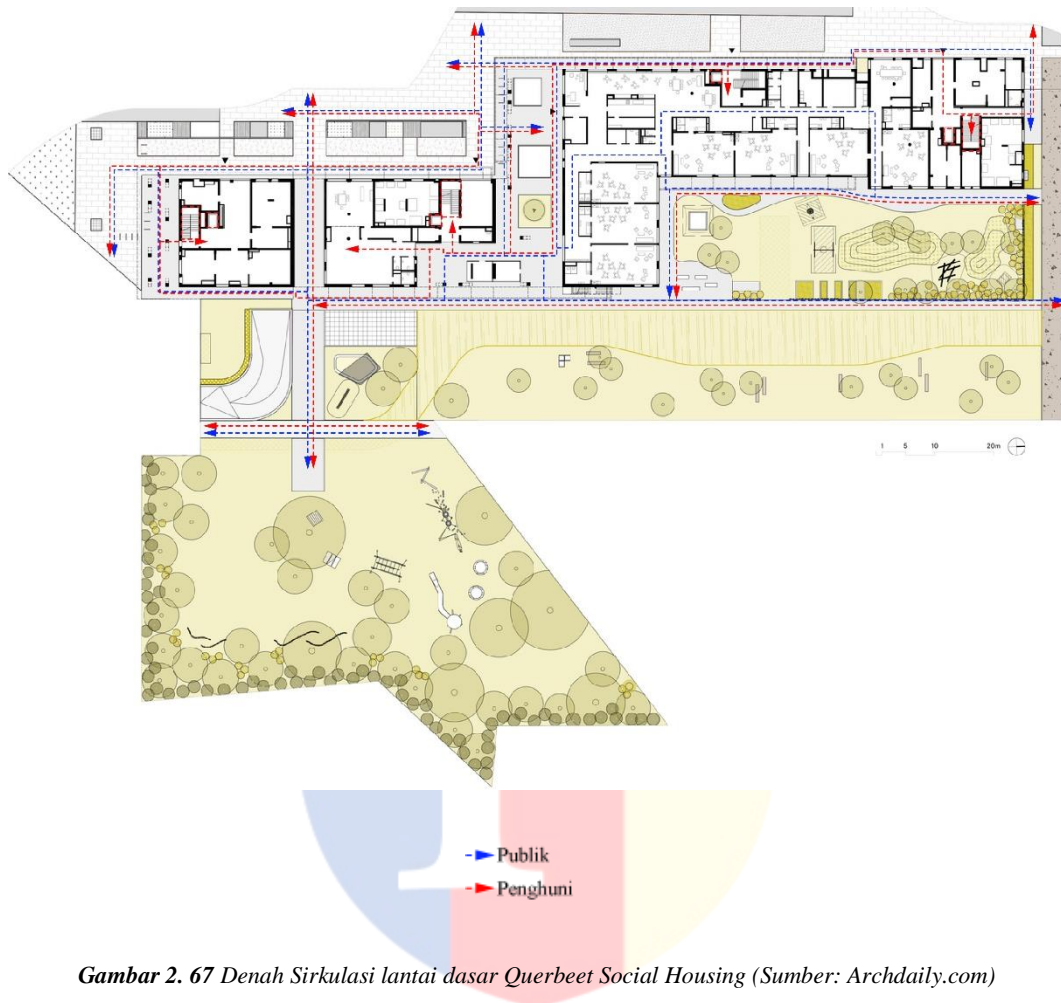 1 5 10 20m
Publik
Penghuni
Gambar 2. 67 Denah Sirkulasi lantai dasar Querbeet Social Housing (Sumber: Archdaily.com)